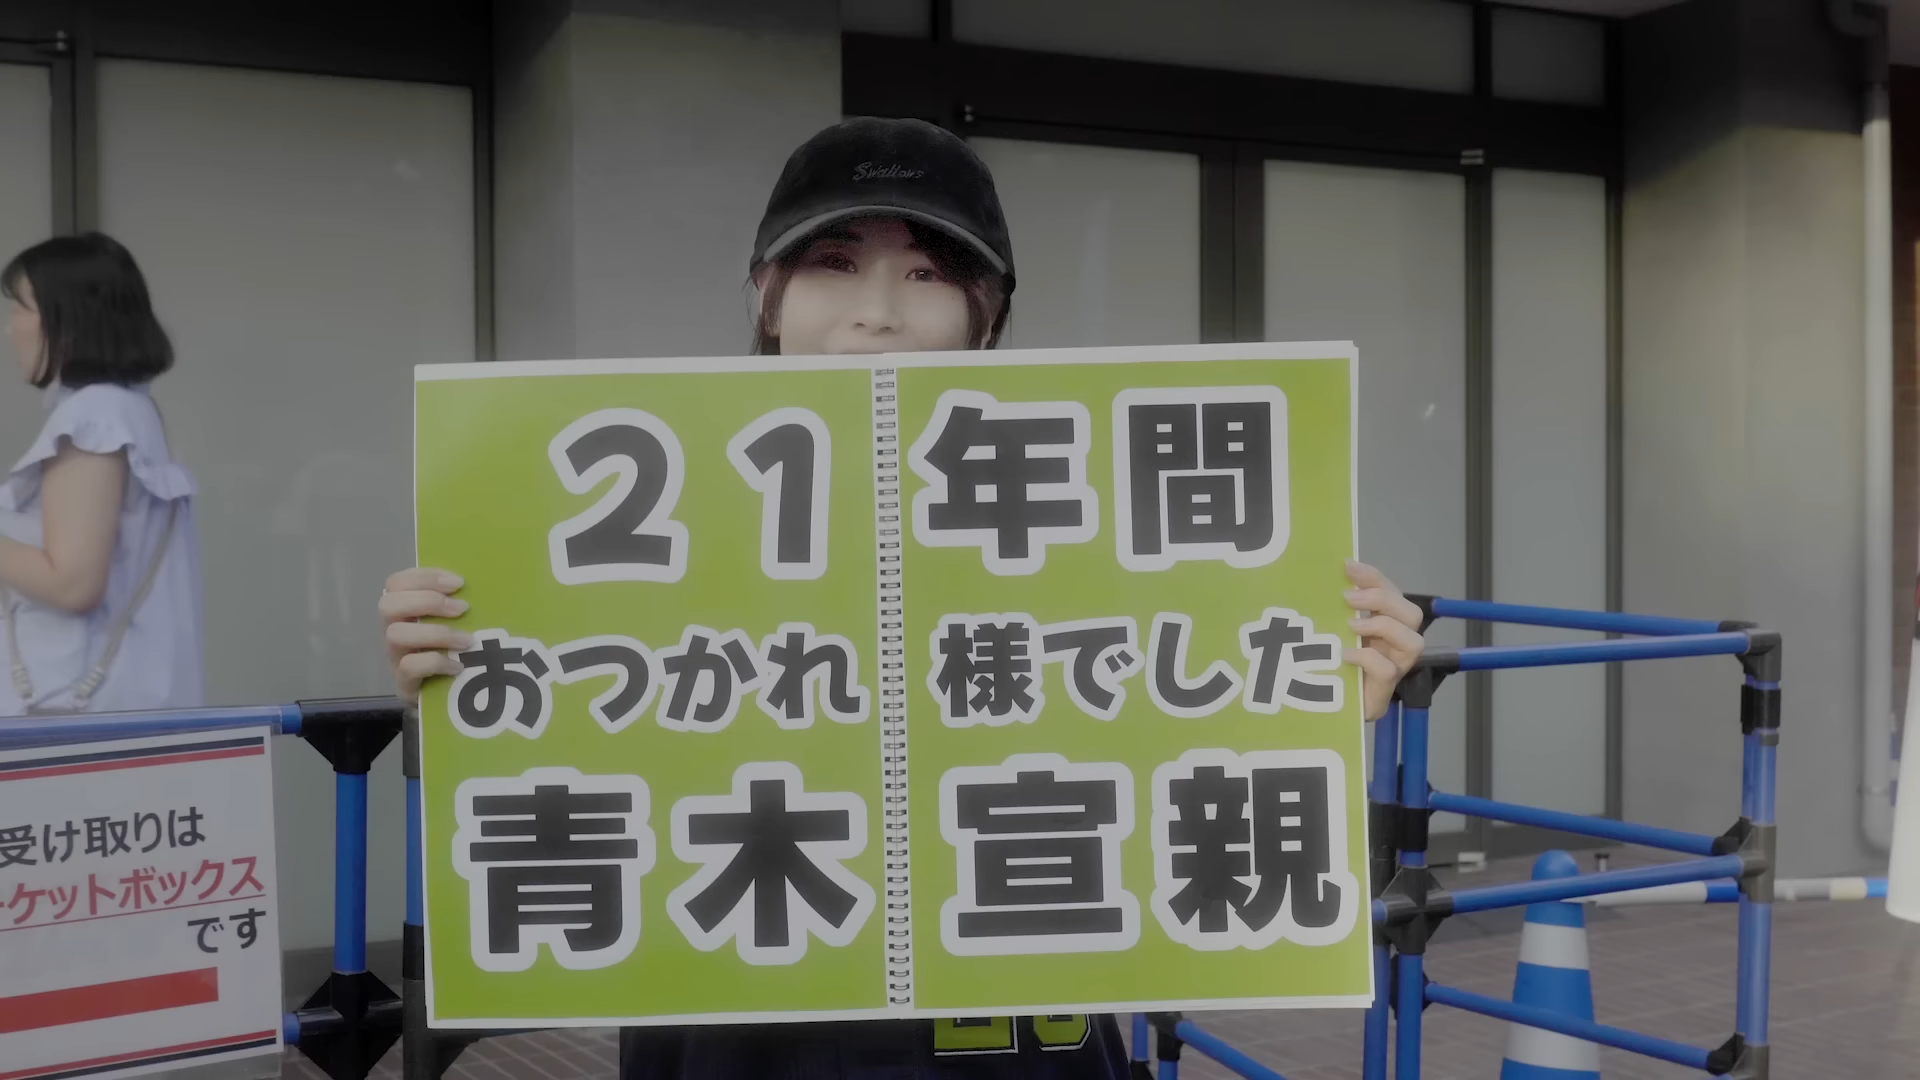 Swallows
21年間
おつかれ様でした
青木宣親
受け取りは
ケットボックス
です